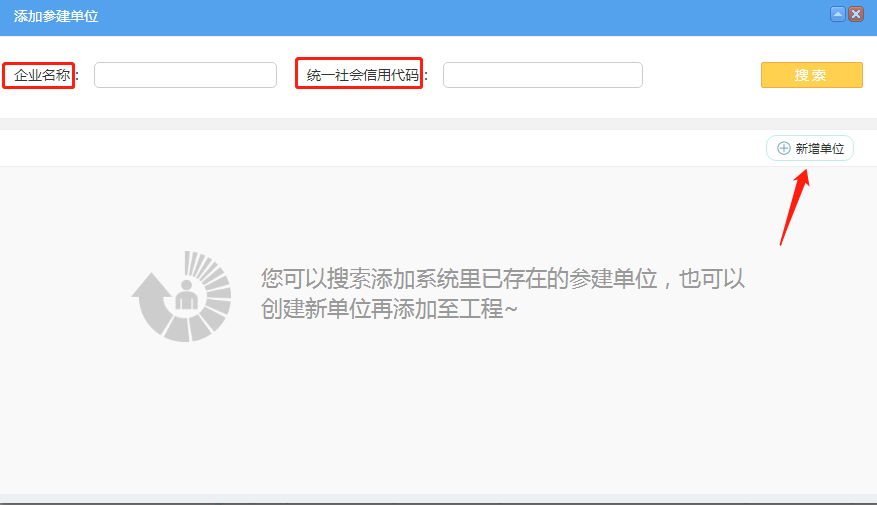 添加参建单位
企业名称： 统一社会信用代码： 搜索
新增单位
您可以搜索添加系统里已存在的参建单位，也可以
创建新单位再添加至工程~